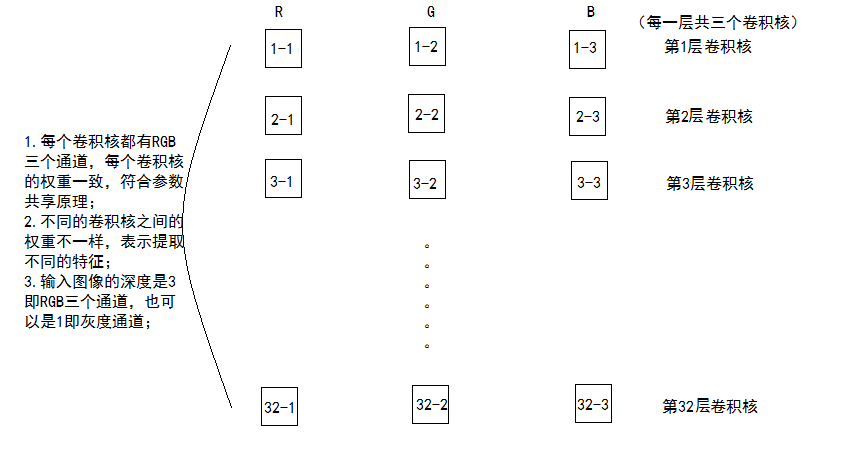 R G B
（每一层共三个卷积核）
1-1 1-2 1-3 第1层卷积核
2-1 2-2 2-3 第2层卷积核
3-1 3-2 3-3 第3层卷积核
1.每个卷积核都有RGB
三个通道，每个卷积核
的权重一致，符合参数
共享原理；
2.不同的卷积核之间的
权重不一样，表示提取
不同的特征；
3.输入图像的深度是3
即RGB三个通道，也可
以是1即灰度通道；
。
。
。
。
。
。
32-1 32-2 32-3 第32层卷积核